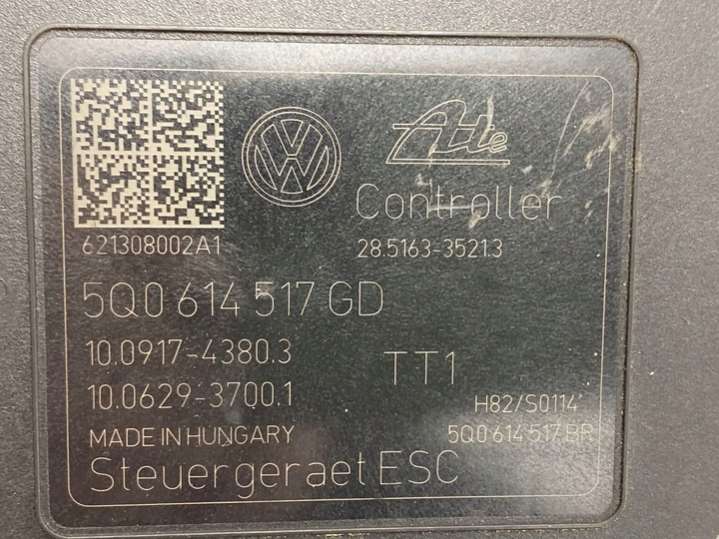 VW
Ate
Controller
621308002A1
28.5163-3521.3
5Q0 614 517 GD
10.0917-4380.3
TT1
10.0629-3700.1
H82/S0114
MADE IN HUNGARY
5Q0 614 517 BR
Steuergeraet ESC